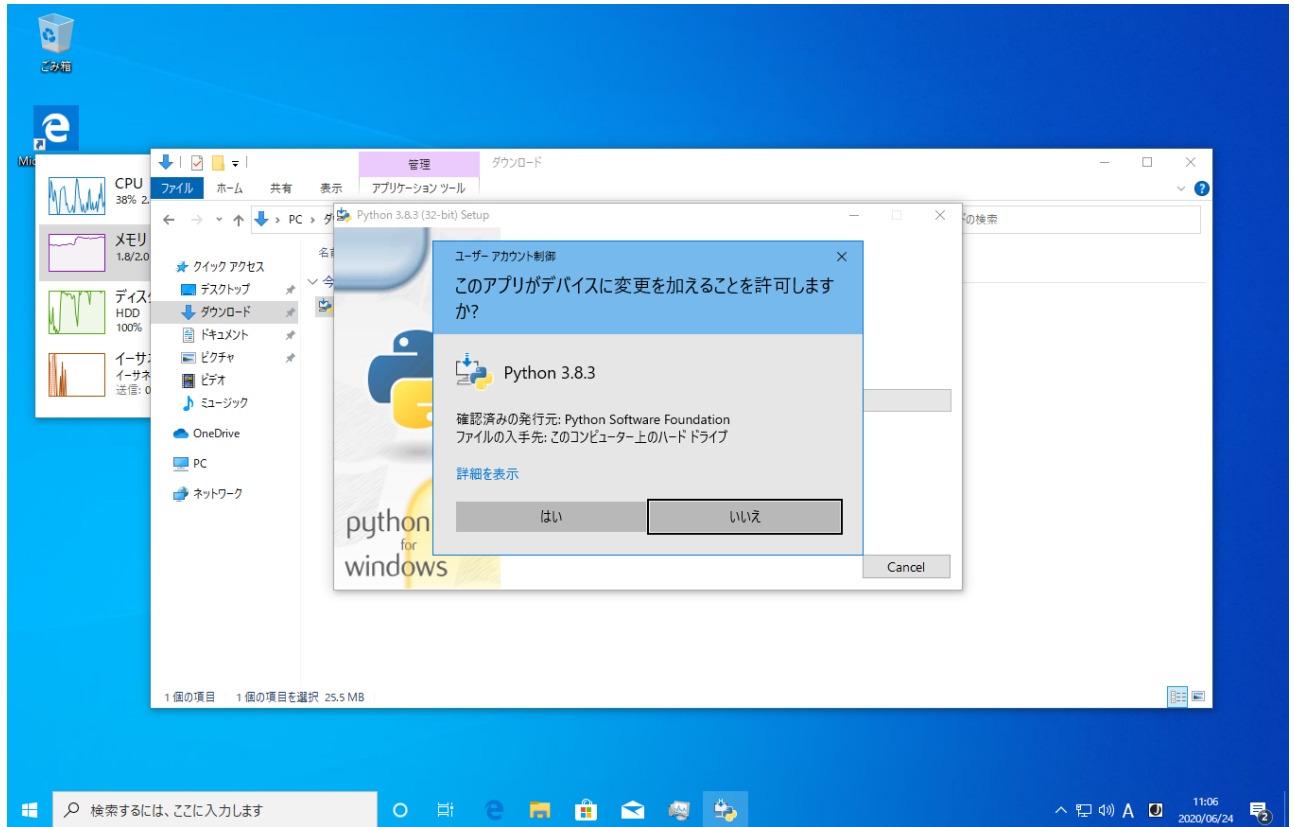 ごみ箱
CPU
38% 2.
メモリ
1.8/2.0
HDD
100%
送信: 0
管理
ダウンロード
ファイル
ホーム
共有
表示
アプリケーション ツール
PC
の検索
クイック アクセス
デスクトップ
ダウンロード
ドキュメント
ピクチャ
ビデオ
ミュージック
OneDrive
PC
ネットワーク
Python 3.8.3 (32-bit) Setup
ユーザー アカウント制御
このアプリがデバイスに変更を加えることを許可します
か?
Python 3.8.3
確認済みの発行元: Python Software Foundation
ファイルの入手先: このコンピューター上のハード ドライブ
詳細を表示
はい
いいえ
python
for
windows
Cancel
1 個の項目
1 個の項目を選択 25.5 MB
検索するには、ここに入力します
A
11:06
2020/06/24
2